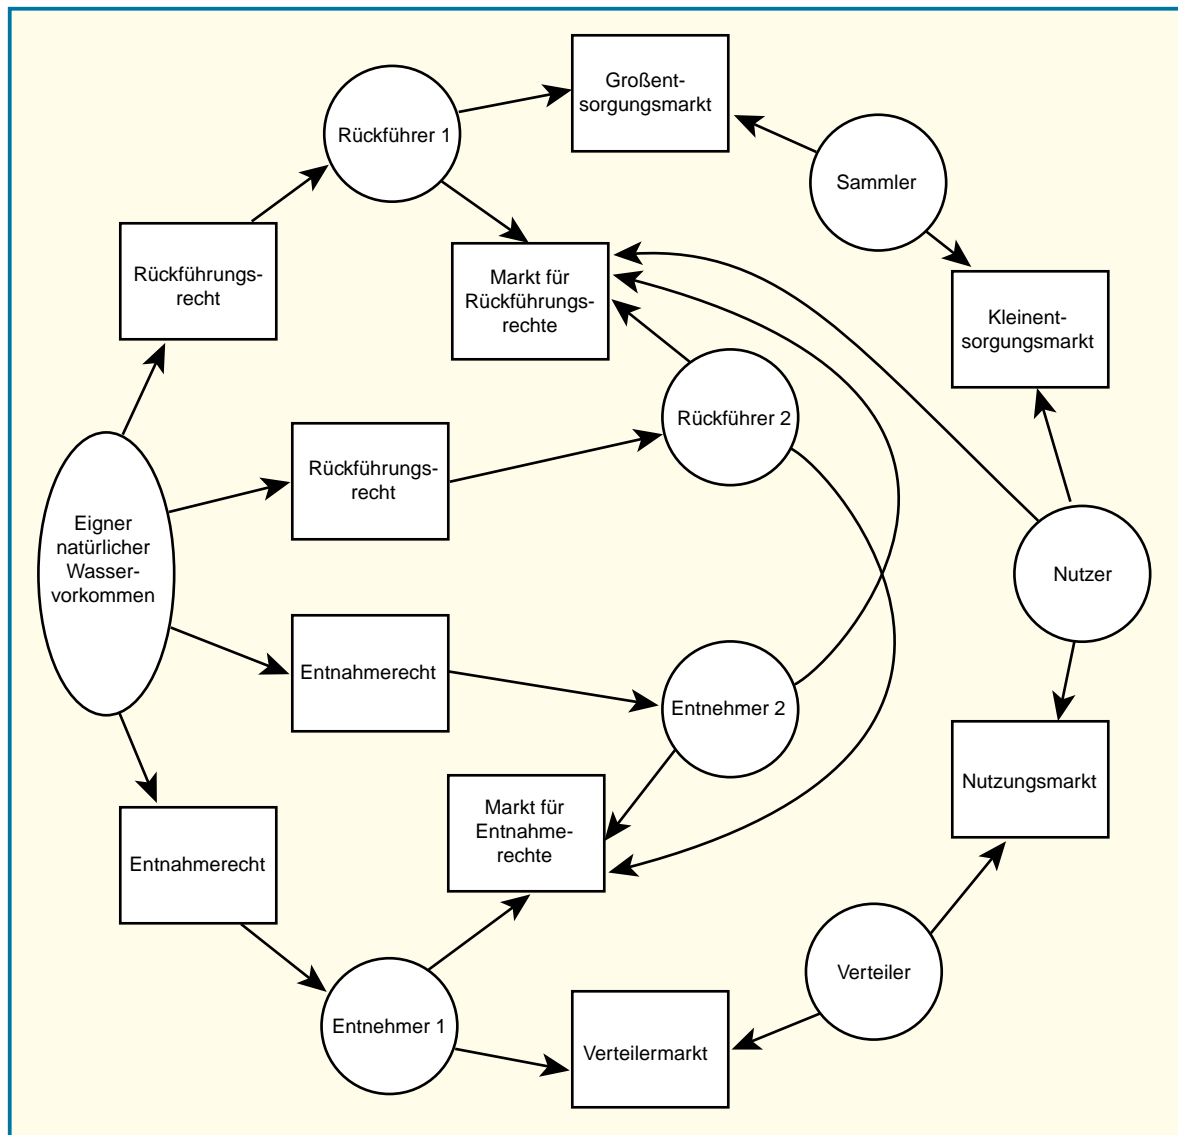 Großent-
sorgungsmarkt
Rückführer 1
Sammler
Rückführungs-
recht
Markt für
Rückführungs-
rechte
Kleinent-
sorgungsmarkt
Rückführer 2
Rückführungs-
recht
Eigner
natürlicher
Wasser-
vorkommen
Nutzer
Entnahmerecht
Entnehmer 2
Nutzungsmarkt
Markt für
Entnahme-
rechte
Entnahmerecht
Verteiler
Entnehmer 1
Verteilermarkt